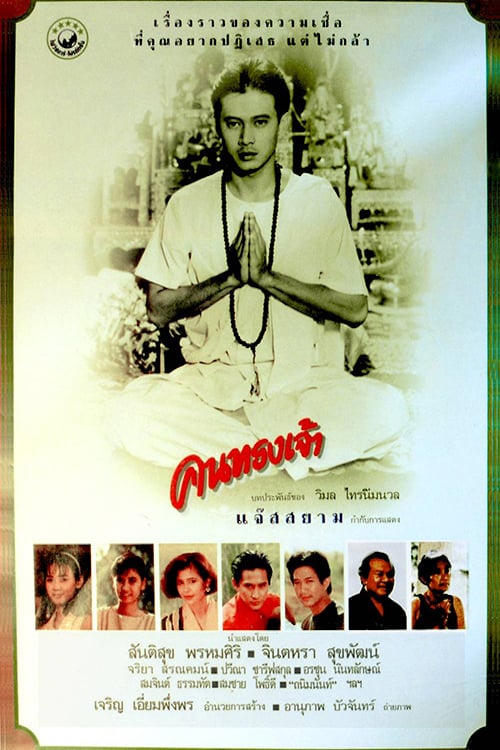 เรื่องราวของความเชื่อ
ที่คุณอยากปฏิเสธ แต่ไม่กล้า
คนทรงเจ้า
บทประพันธ์ของ วิมล ไทรนิ่มนวล
แจ๊สสยาม กำกับการแสดง
นำแสดงโดย
สันติสุข พรหมศิริ • จินตหรา สุขพัฒน์
จริยา สรณคมน์ • ปวีณา ชารีฟสกุล • อรชุน นินทลักษณ์
สมจินต์ ธรรมทัต • สมชาย โพธิ์ดี • "ถนิมนันท์" ฯลฯ
เจริญ เอี่ยมพึ่งพร อำนวยการสร้าง • อานุภาพ บัวจันทร์ ถ่ายภาพ